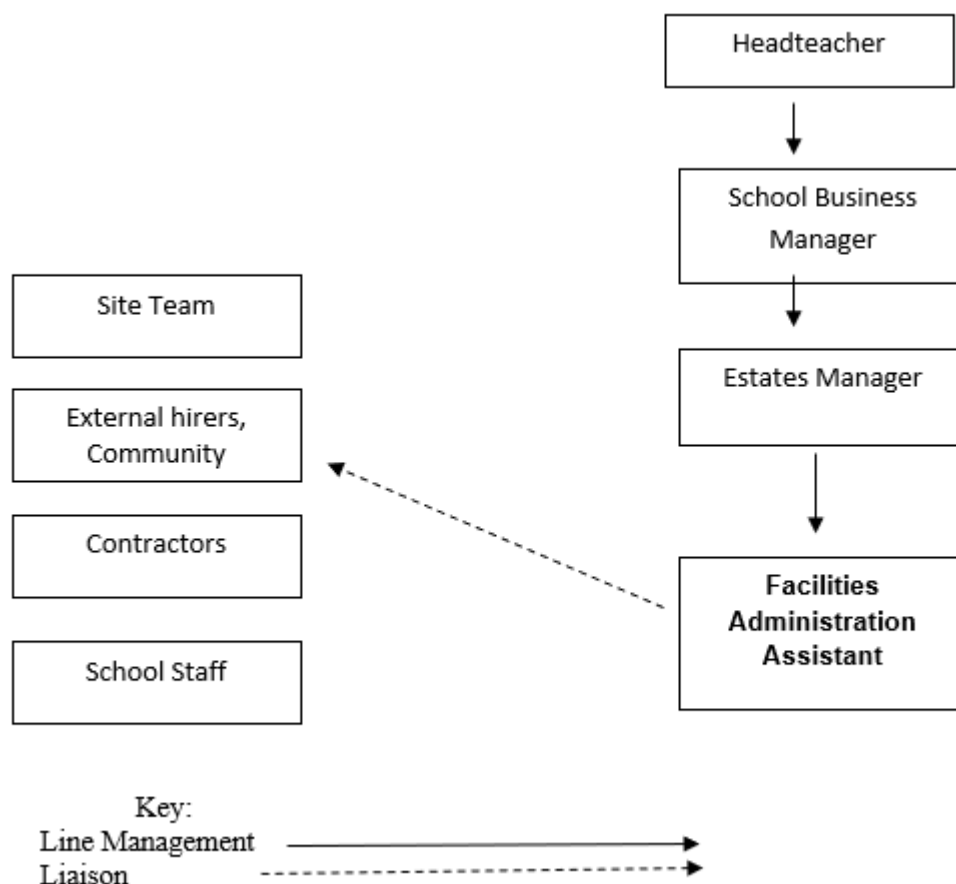 Headteacher
School Business
Manager
Site Team
Estates Manager
External hirers,
Community
Contractors
Facilities
Administration
Assistant
School Staff
Key:
Line Management
Liaison